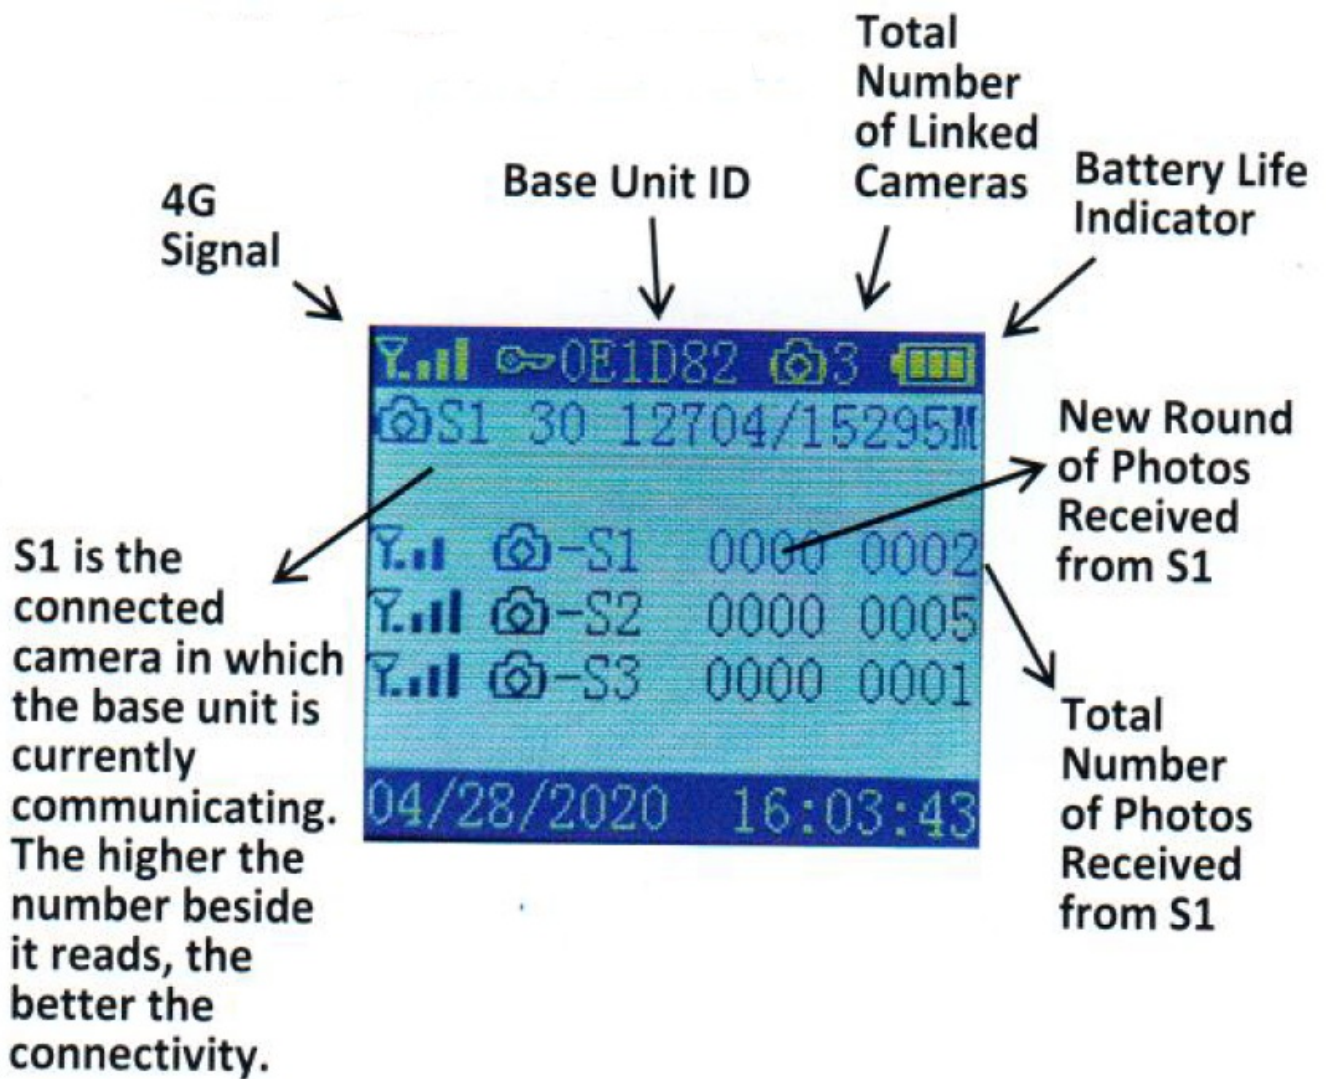 Total
Number
of Linked
Cameras
Base Unit ID
Battery Life
Indicator
4G
Signal
0E1D82 3
S1 30 12704/15295M
-S1 0000 0002
-S2 0000 0005
-S3 0000 0001
04/28/2020 16:03:43
New Round
of Photos
Received
from S1
S1 is the
connected
camera in which
the base unit is
currently
communicating.
The higher the
number beside
it reads, the
better the
connectivity.
Total
Number
of Photos
Received
from S1